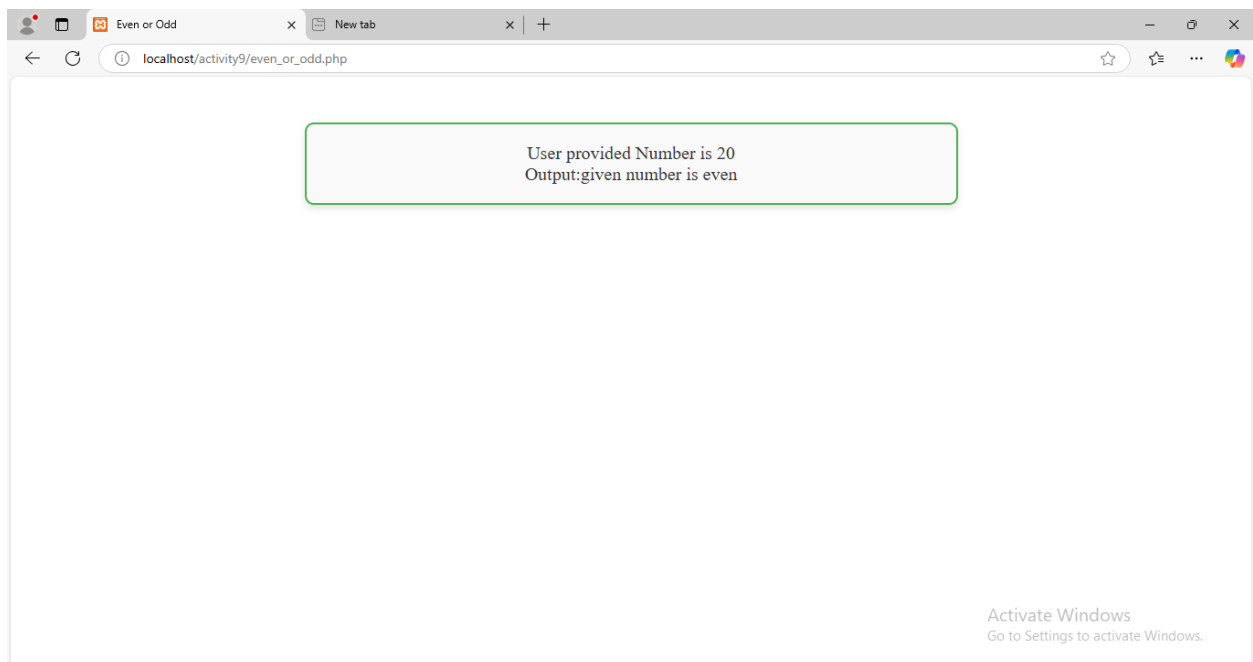 Even or Odd
New tab
localhost/activity9/even_or_odd.php
User provided Number is 20
Output:given number is even
Activate Windows
Go to Settings to activate Windows.